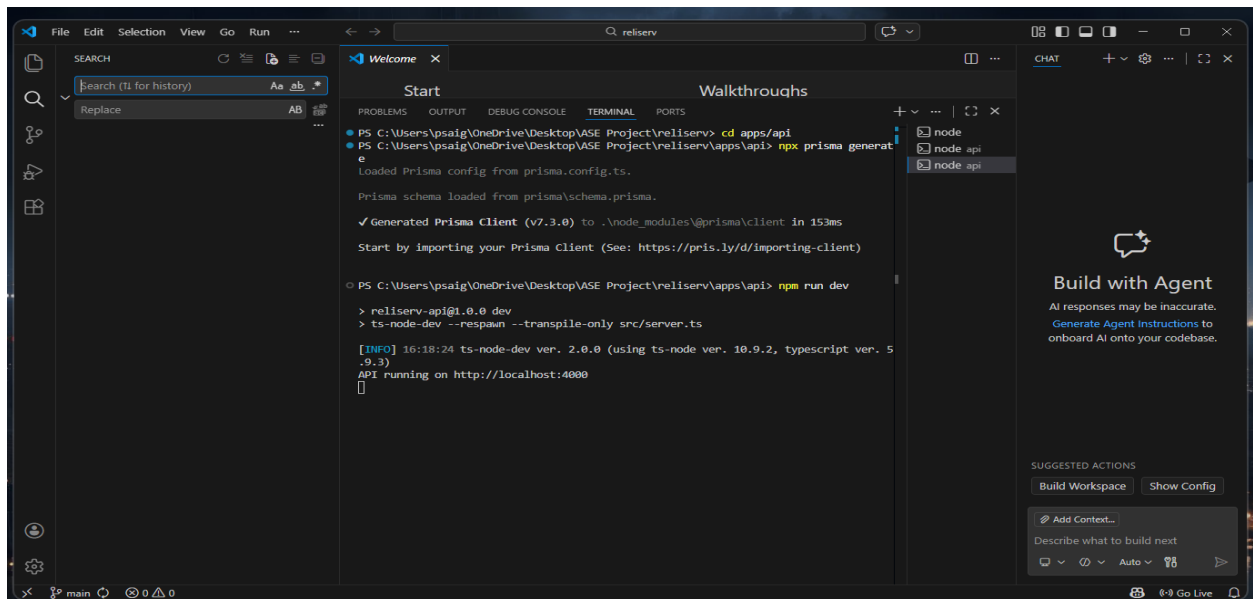 File Edit Selection View Go Run ···
reliserv
SEARCH
Search (⇅ for history)
Aa ab .*
Replace
AB
Welcome
Start
Walkthroughs
PROBLEMS OUTPUT DEBUG CONSOLE TERMINAL PORTS
PS C:\Users\psaig\OneDrive\Desktop\ASE Project\reliserv> cd apps/api
PS C:\Users\psaig\OneDrive\Desktop\ASE Project\reliserv\apps\api> npx prisma generat
e
Loaded Prisma config from prisma.config.ts.
Prisma schema loaded from prisma\schema.prisma.
✓ Generated Prisma Client (v7.3.0) to .\node_modules\@prisma\client in 153ms
Start by importing your Prisma Client (See: https://pris.ly/d/importing-client)
PS C:\Users\psaig\OneDrive\Desktop\ASE Project\reliserv\apps\api> npm run dev
> reliserv-api@1.0.0 dev
> ts-node-dev --respawn --transpile-only src/server.ts
[INFO] 16:18:24 ts-node-dev ver. 2.0.0 (using ts-node ver. 10.9.2, typescript ver. 5
.9.3)
API running on http://localhost:4000
node
node api
node api
CHAT
Build with Agent
AI responses may be inaccurate.
Generate Agent Instructions to
onboard AI onto your codebase.
SUGGESTED ACTIONS
Build Workspace Show Config
Add Context...
Describe what to build next
Auto
main 0 0
Go Live